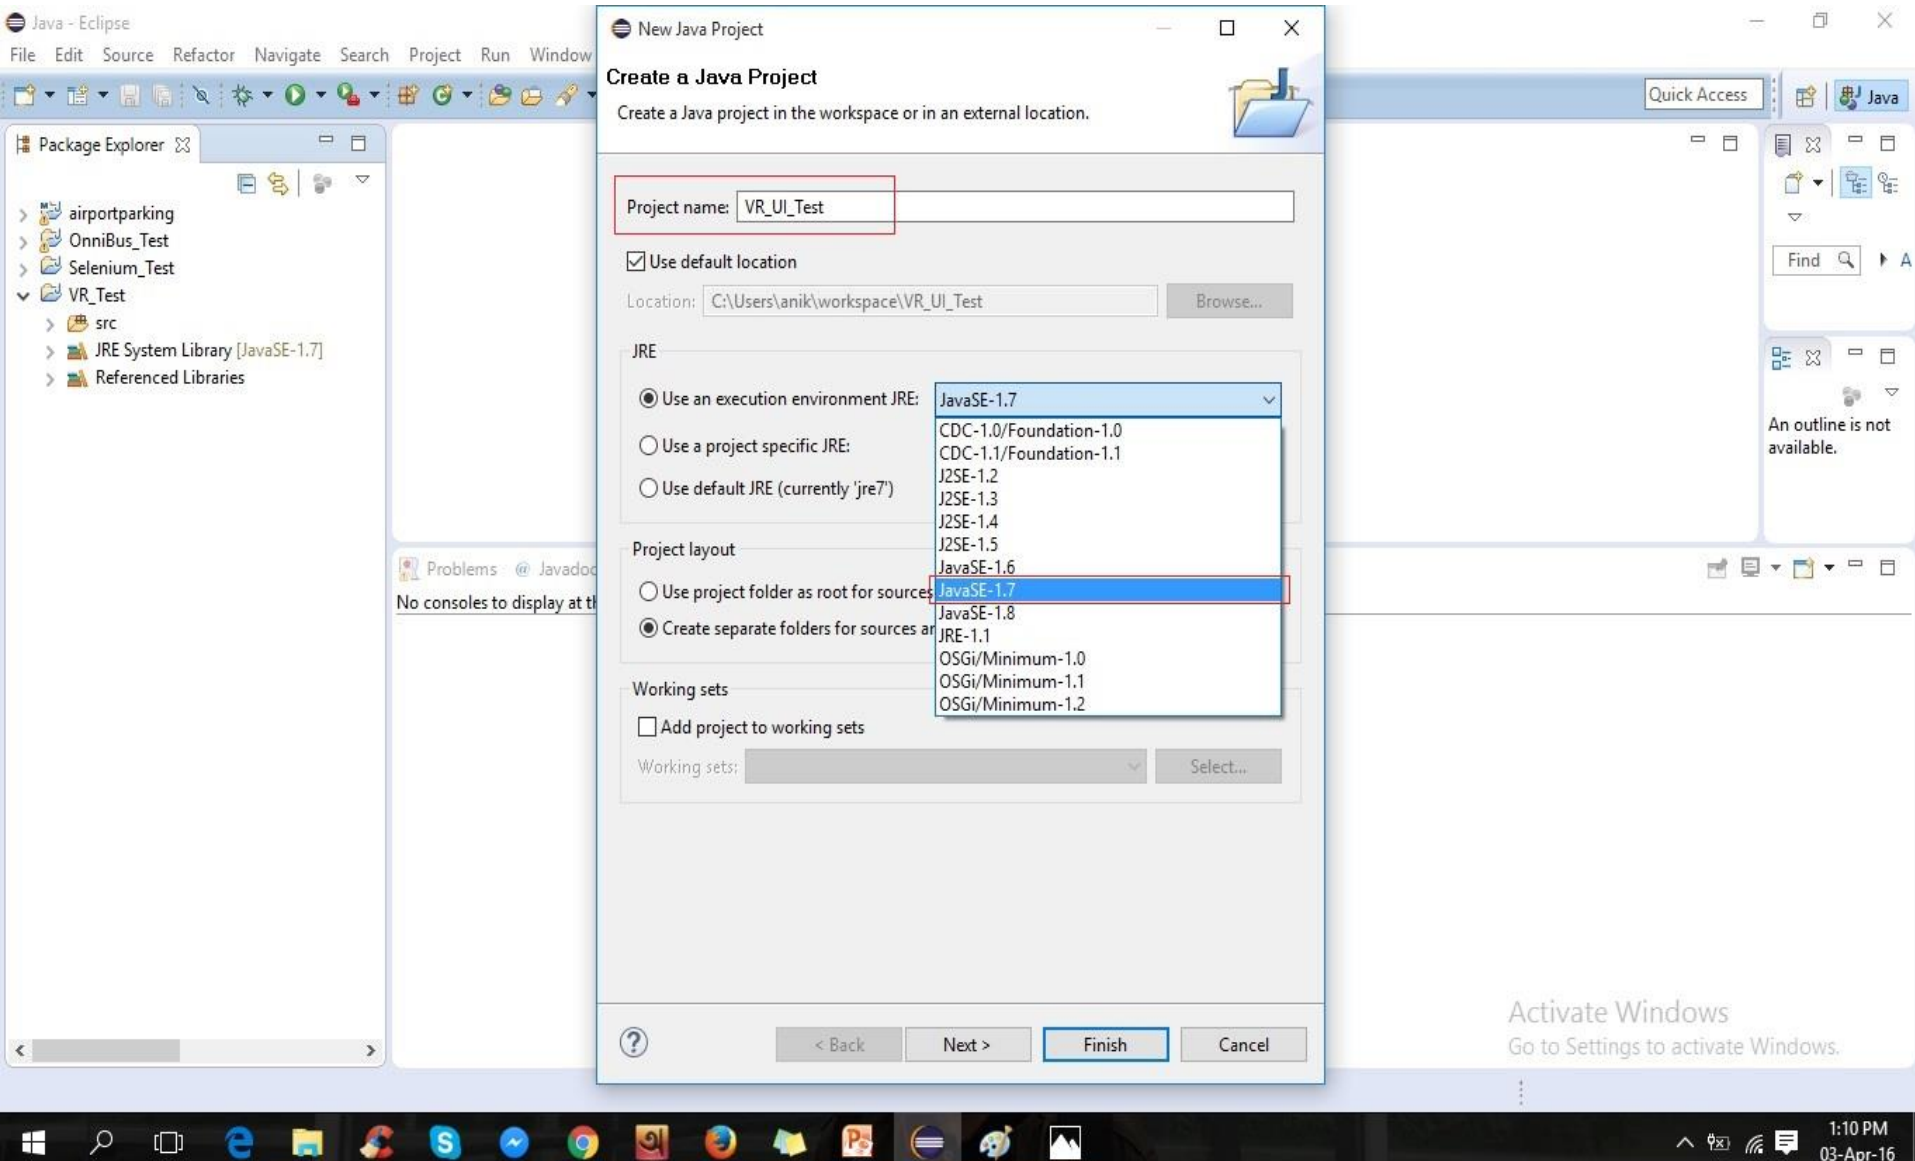 Java - Eclipse
File Edit Source Refactor Navigate Search Project Run Window
Quick Access
Java
Package Explorer
airportparking
OnniBus_Test
Selenium_Test
VR_Test
src
JRE System Library [JavaSE-1.7]
Referenced Libraries
Problems @ Javadoc
No consoles to display at th
New Java Project
Create a Java Project
Create a Java project in the workspace or in an external location.
Project name: VR_UI_Test
Use default location
Location: C:\Users\anik\workspace\VR_UI_Test Browse...
JRE
Use an execution environment JRE: JavaSE-1.7
Use a project specific JRE:
Use default JRE (currently 'jre7')
CDC-1.0/Foundation-1.0
CDC-1.1/Foundation-1.1
J2SE-1.2
J2SE-1.3
J2SE-1.4
J2SE-1.5
JavaSE-1.6
JavaSE-1.7
JavaSE-1.8
JRE-1.1
OSGi/Minimum-1.0
OSGi/Minimum-1.1
OSGi/Minimum-1.2
Project layout
Use project folder as root for sources
Create separate folders for sources ar
Working sets
Add project to working sets
Working sets: Select...
< Back Next > Finish Cancel
Find A
An outline is not
available.
Activate Windows
Go to Settings to activate Windows.
1:10 PM
03-Apr-16